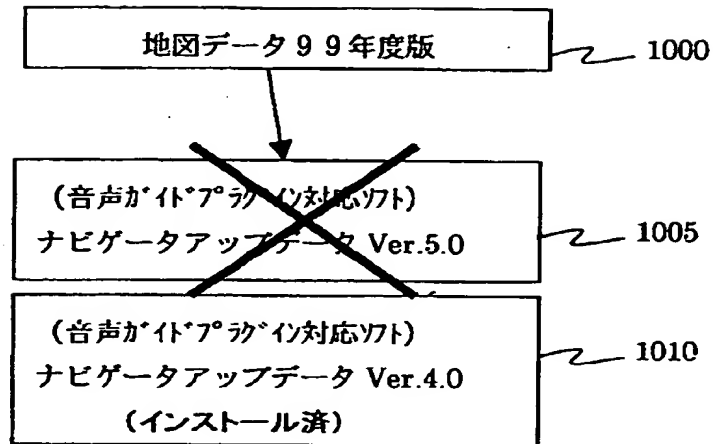 地図データ９９年度版
1000
(音声ｶﾞｲﾄﾞﾌﾟﾗｸﾞｲﾝ対応ｿﾌﾄ)
ナビゲータアップデータ Ver.5.0
1005
(音声ｶﾞｲﾄﾞﾌﾟﾗｸﾞｲﾝ対応ｿﾌﾄ)
ナビゲータアップデータ Ver.4.0
(インストール済)
1010